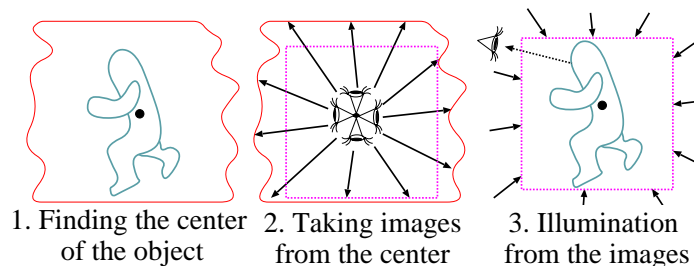 1. Finding the center
of the object
2. Taking images
from the center
3. Illumination
from the images